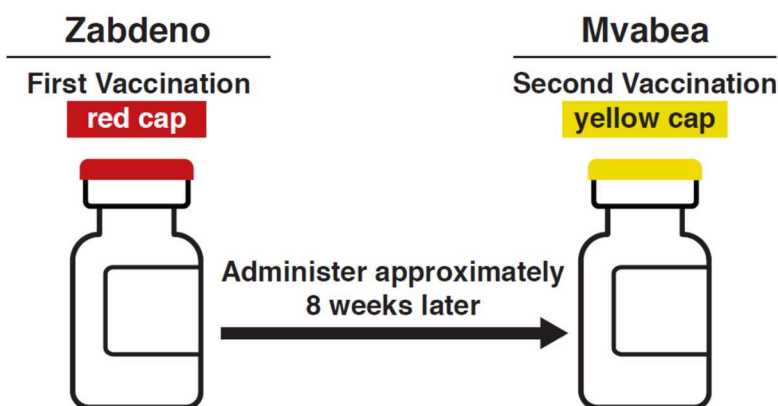 Zabdeno
First Vaccination
red cap
Mvabea
Second Vaccination
yellow cap
Administer approximately
8 weeks later